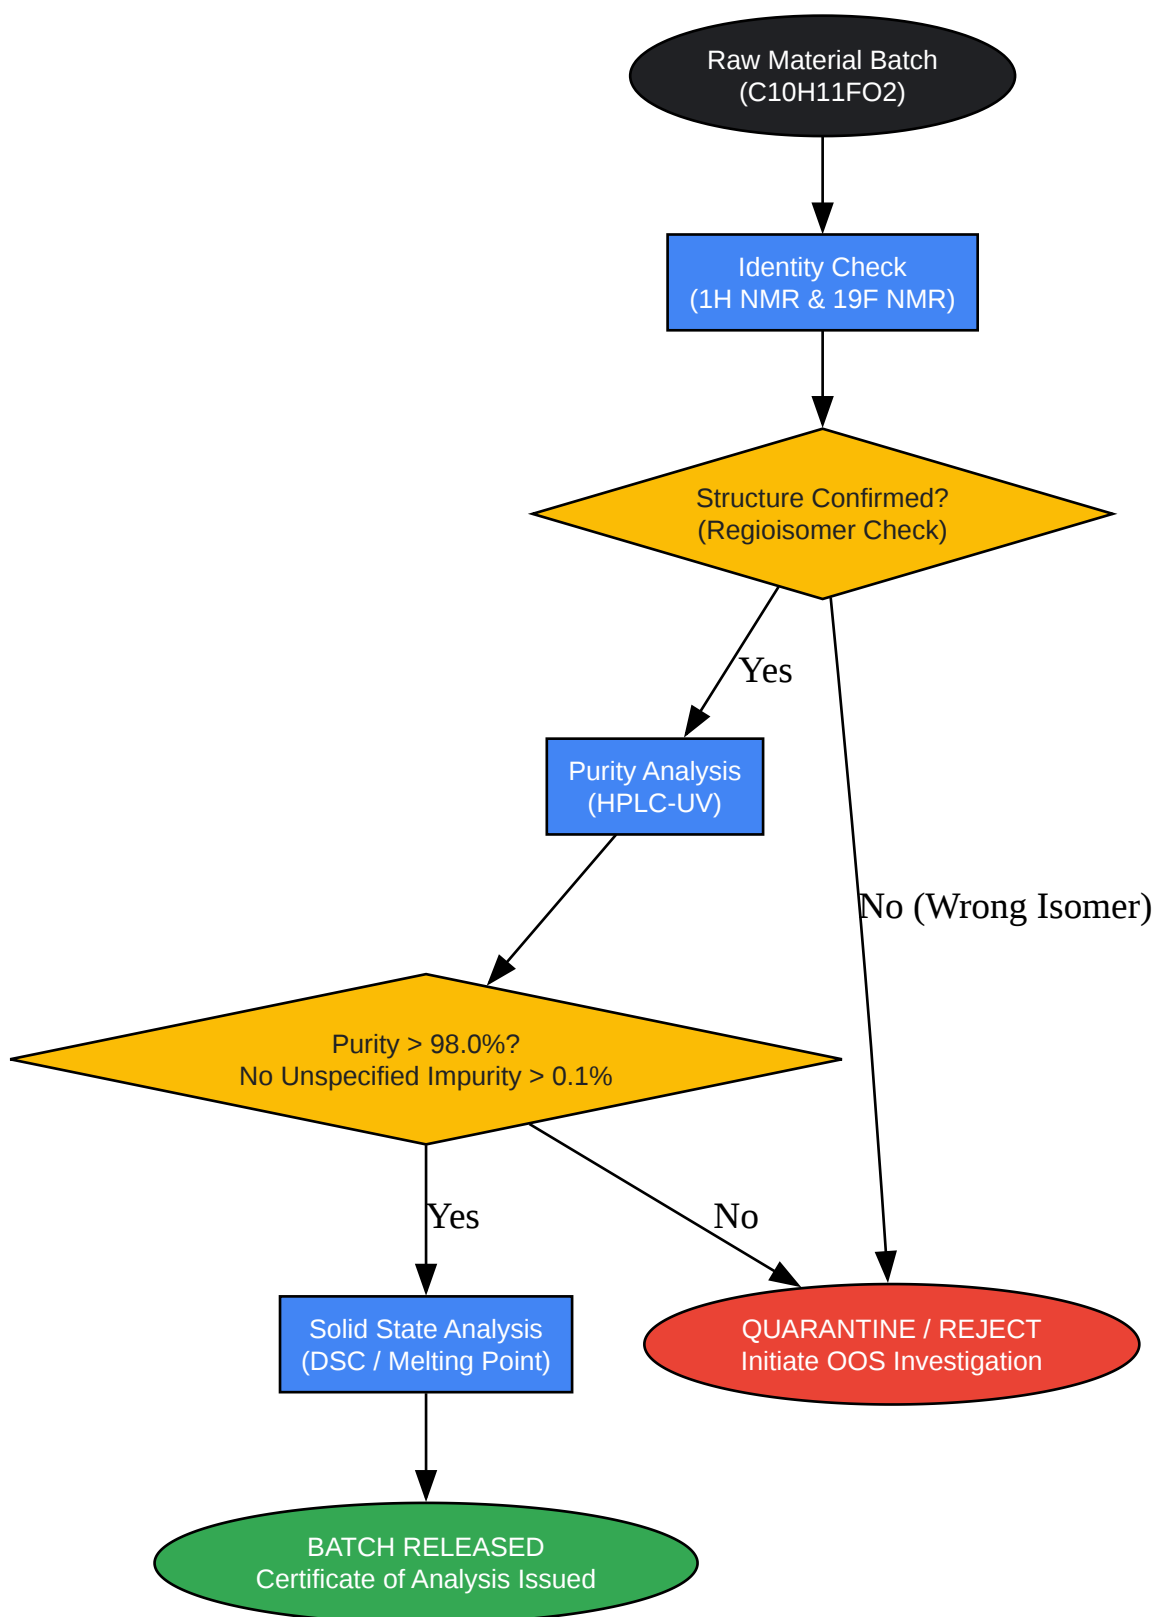 Raw Material Batch
(C10H11FO2)
Identity Check
(1H NMR & 19F NMR)
Structure Confirmed?
(Regioisomer Check)
Yes
Purity Analysis
(HPLC-UV)
No (Wrong Isomer)
Purity > 98.0%?
No Unspecified Impurity > 0.1%
Yes
No
Solid State Analysis
(DSC / Melting Point)
QUARANTINE / REJECT
Initiate OOS Investigation
BATCH RELEASED
Certificate of Analysis Issued